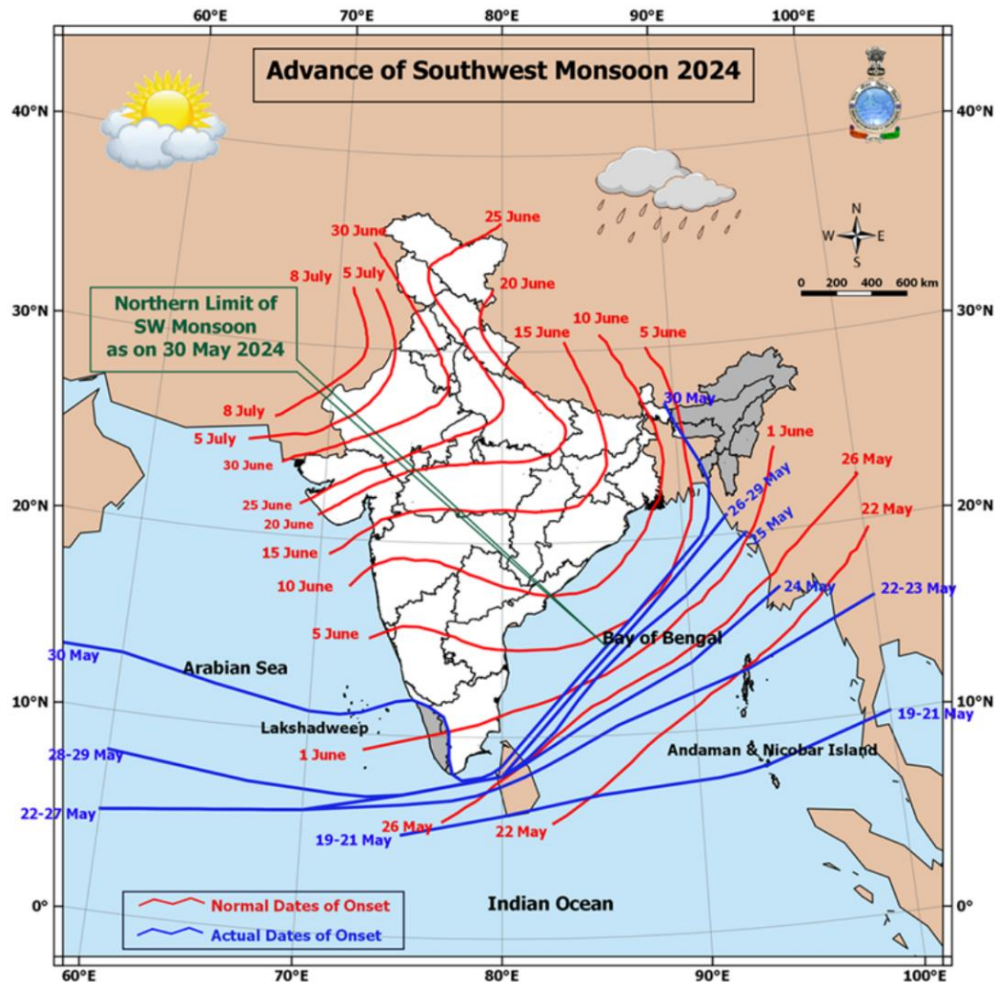 60°E 70°E 80°E 90°E 100°E
Advance of Southwest Monsoon 2024
40°N 40°N
N
W E
S
0 200 400 600 km
25 June
30 June
8 July 5 July
20 June
Northern Limit of
SW Monsoon
as on 30 May 2024
30°N 30°N
10 June
15 June 5 June
30 May
8 July
1 June
5 July
26 May
30 June
26-29 May
25 June
20°N 20°N
22 May
20 June
25 May
15 June
10 June
24 May
22-23 May
5 June
Bay of Bengal
30 May
Arabian Sea
10°N 10°N
19-21 May
Lakshadweep
1 June
28-29 May
Andaman & Nicobar Island
22-27 May
26 May
22 May
19-21 May
0° 0°
Indian Ocean
Normal Dates of Onset
Actual Dates of Onset
60°E 70°E 80°E 90°E 100°E